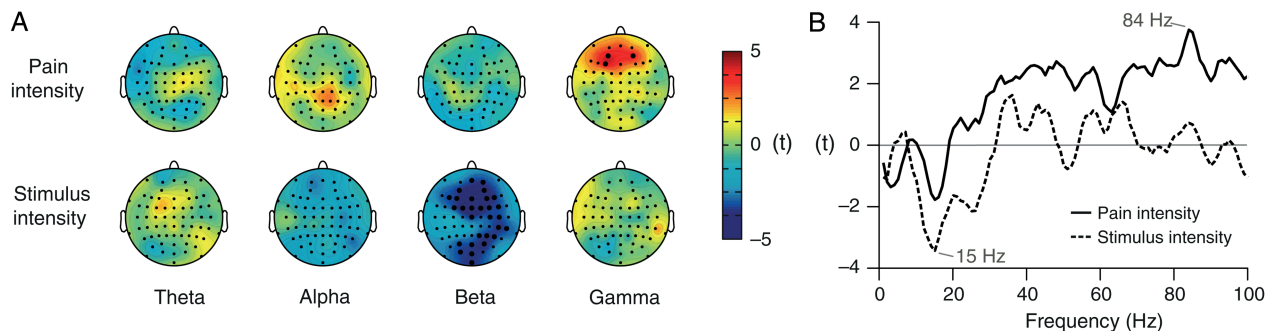 A
Pain
intensity
Stimulus
intensity
Theta
Alpha
Beta
Gamma
5
0 (t)
–5
B
(t)
4
2
0
–2
–4
84 Hz
15 Hz
Pain intensity
Stimulus intensity
0 20 40 60 80 100
Frequency (Hz)